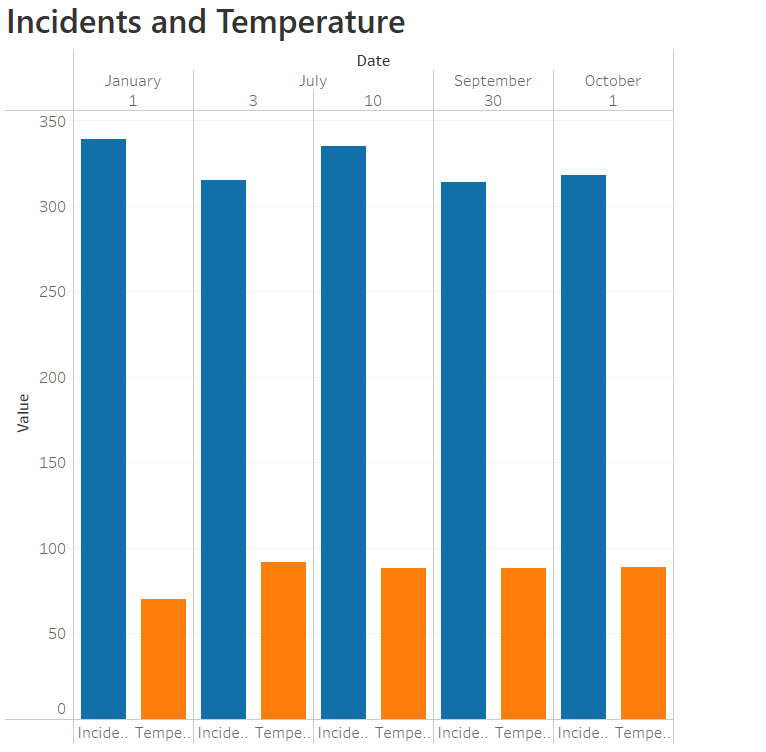 Incidents and Temperature
Date
January July September October
1 3 10 30 1
350
300
250
200
Value
150
100
50
0
Incide.. Tempe.. Incide.. Tempe.. Incide.. Tempe.. Incide.. Tempe.. Incide.. Tempe..